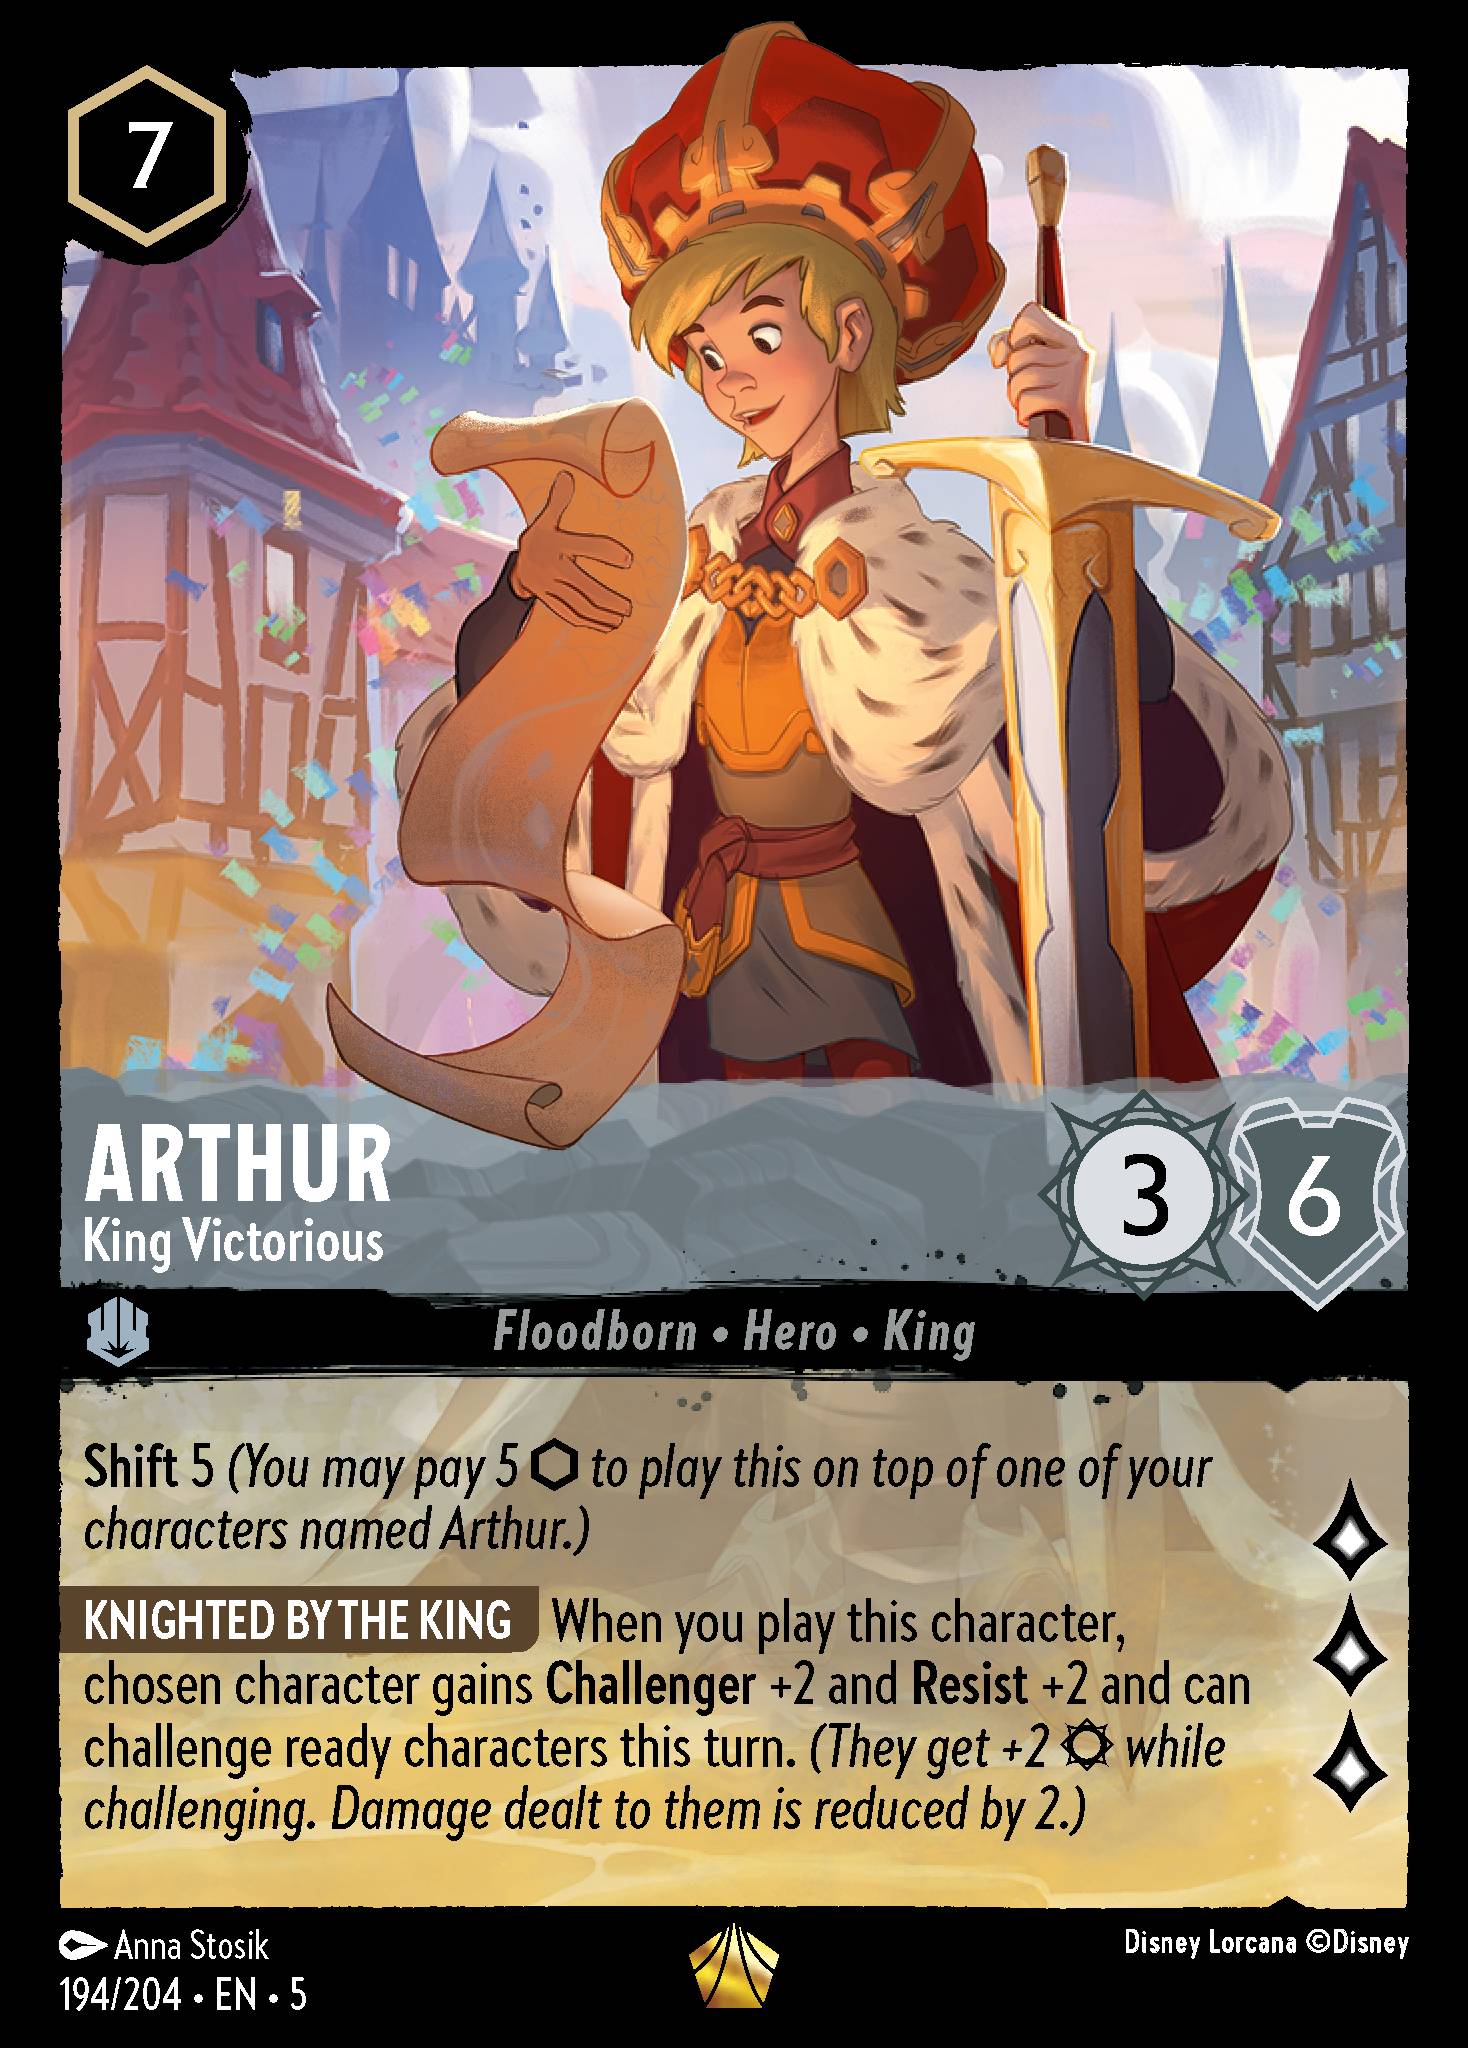 7
ARTHUR
King Victorious
3
6
Floodborn • Hero • King
Shift 5 (You may pay 5 ⬡ to play this on top of one of your
characters named Arthur.)
KNIGHTED BY THE KING When you play this character,
chosen character gains Challenger +2 and Resist +2 and can
challenge ready characters this turn. (They get +2 ¤ while
challenging. Damage dealt to them is reduced by 2.)
Anna Stosik
Disney Lorcana ©Disney
194/204 • EN • 5